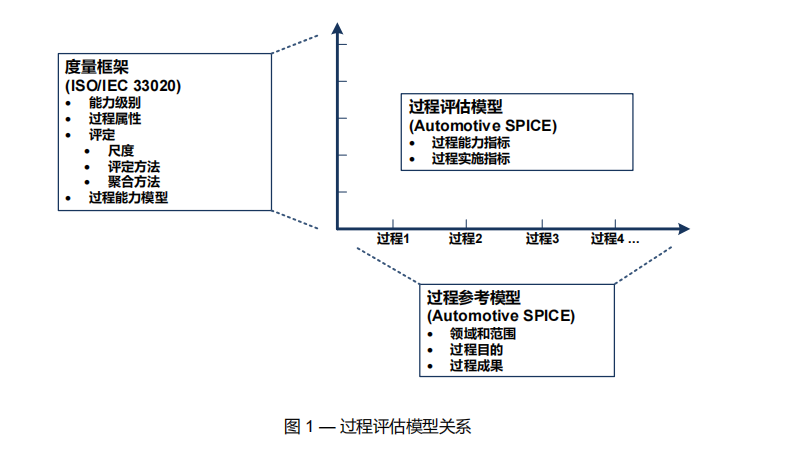 度量框架
(ISO/IEC 33020)
• 能力级别
• 过程属性
• 评定
• 尺度
• 评定方法
• 聚合方法
• 过程能力模型
过程评估模型
(Automotive SPICE)
• 过程能力指标
• 过程实施指标
过程1 过程2 过程3 过程4 ...
过程参考模型
(Automotive SPICE)
• 领域和范围
• 过程目的
• 过程成果
图 1 — 过程评估模型关系